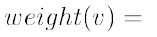 weight(v) =